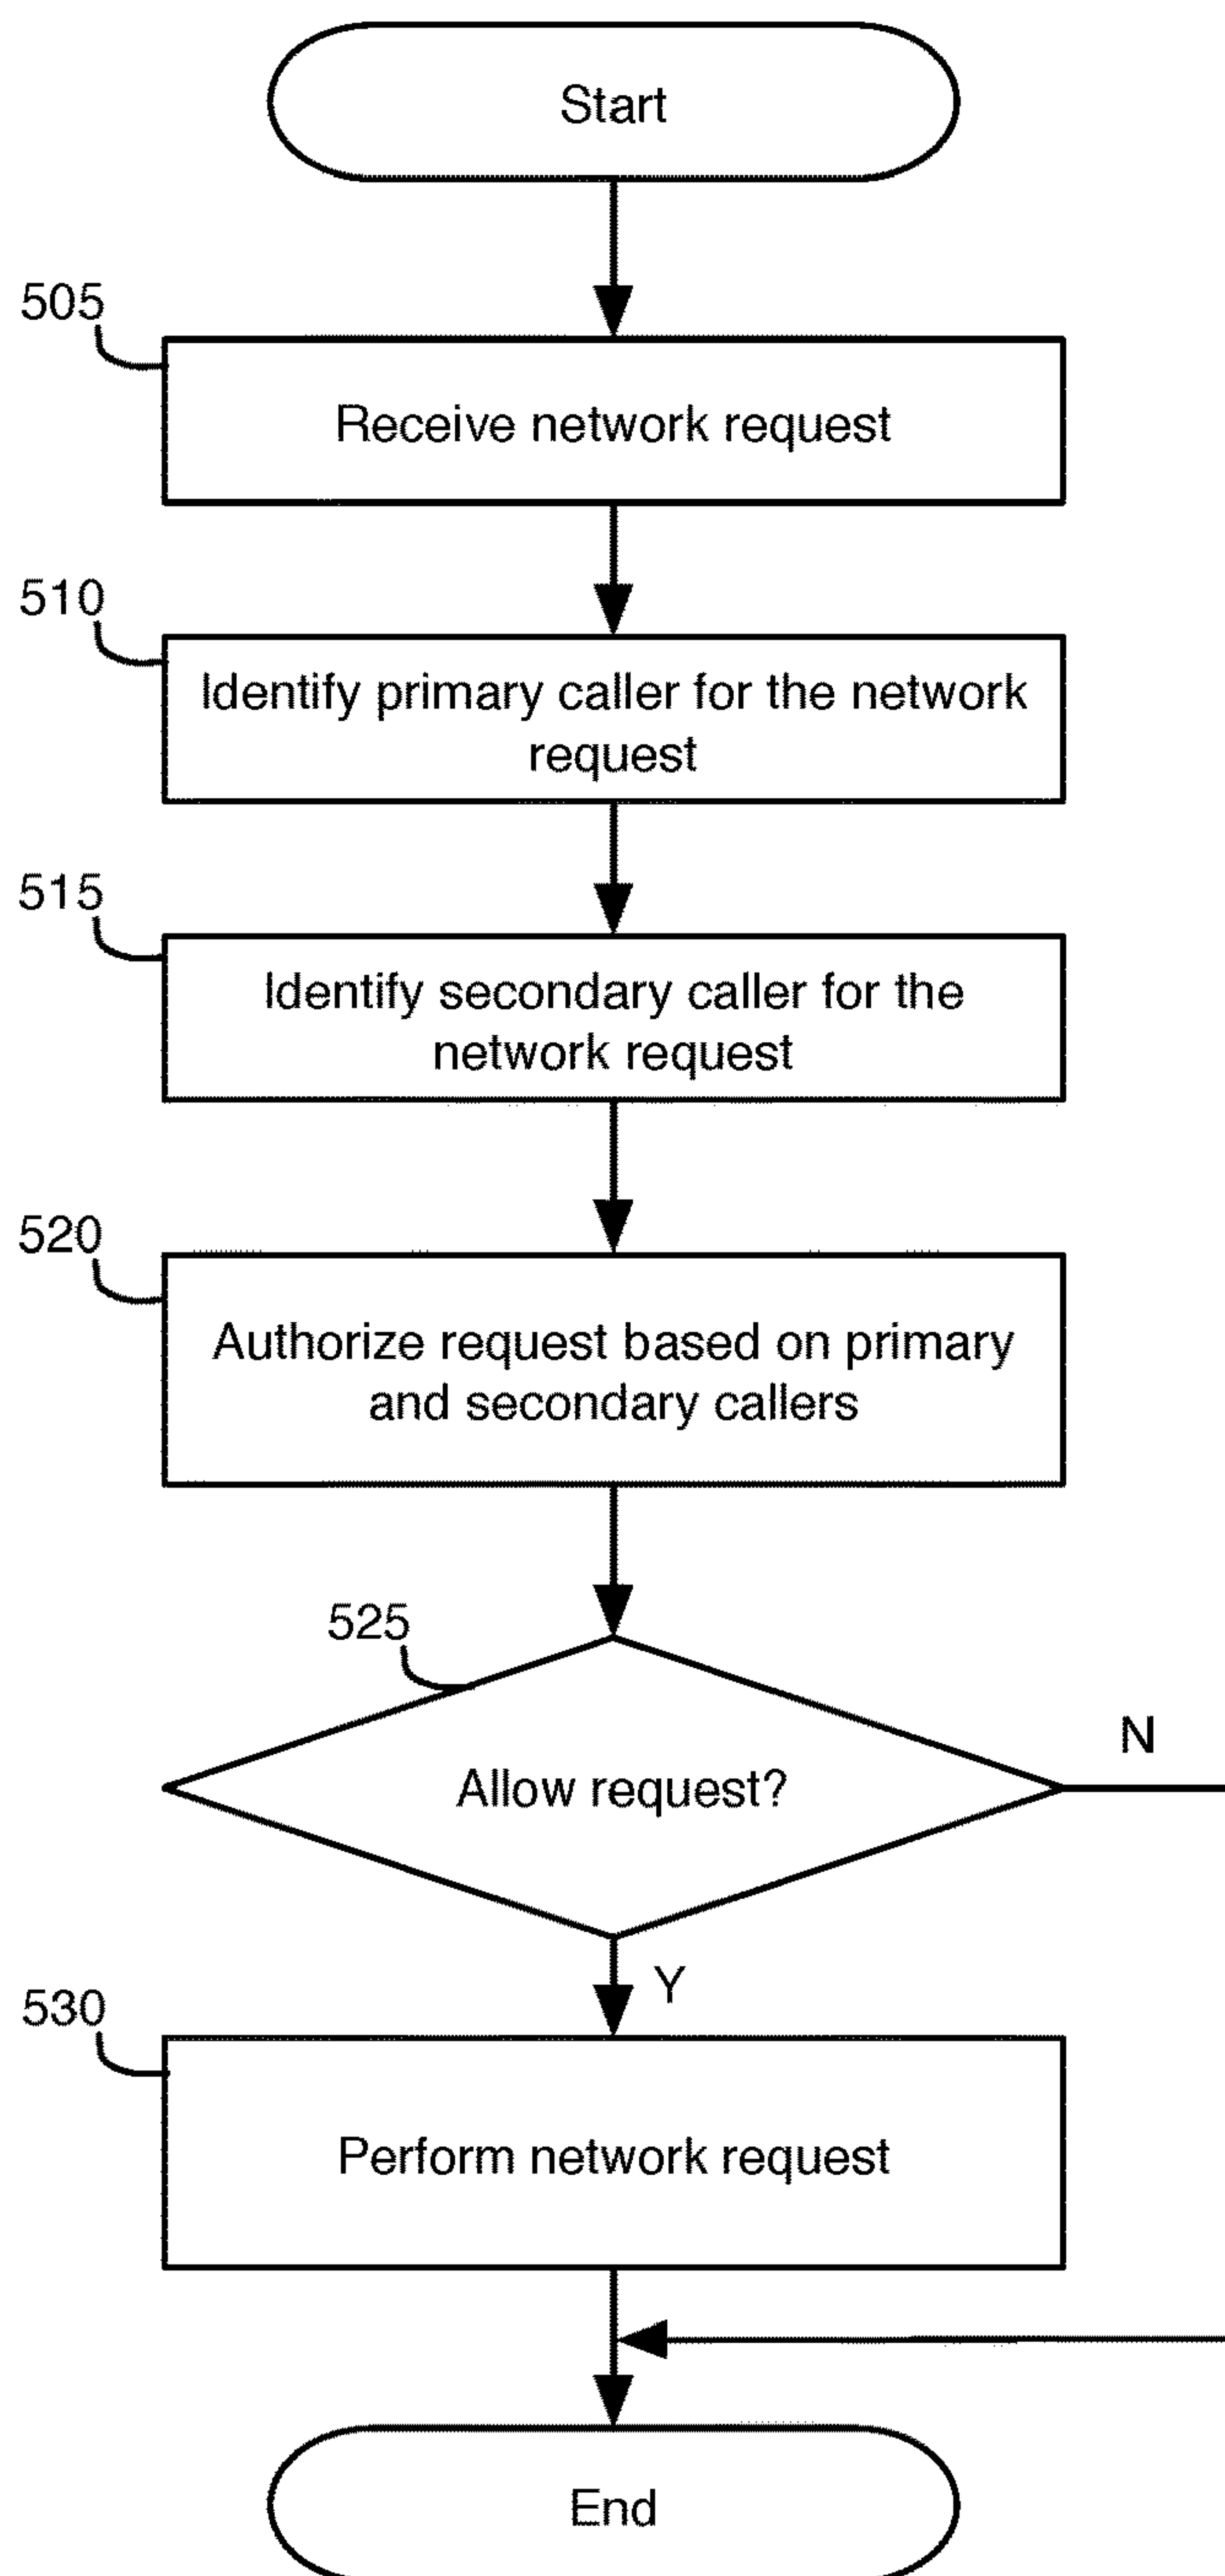 Start
505
Receive network request
510
Identify primary caller for the network
request
515
Identify secondary caller for the
network request
520
Authorize request based on primary
and secondary callers
525
Allow request?
N
Y
530
Perform network request
End